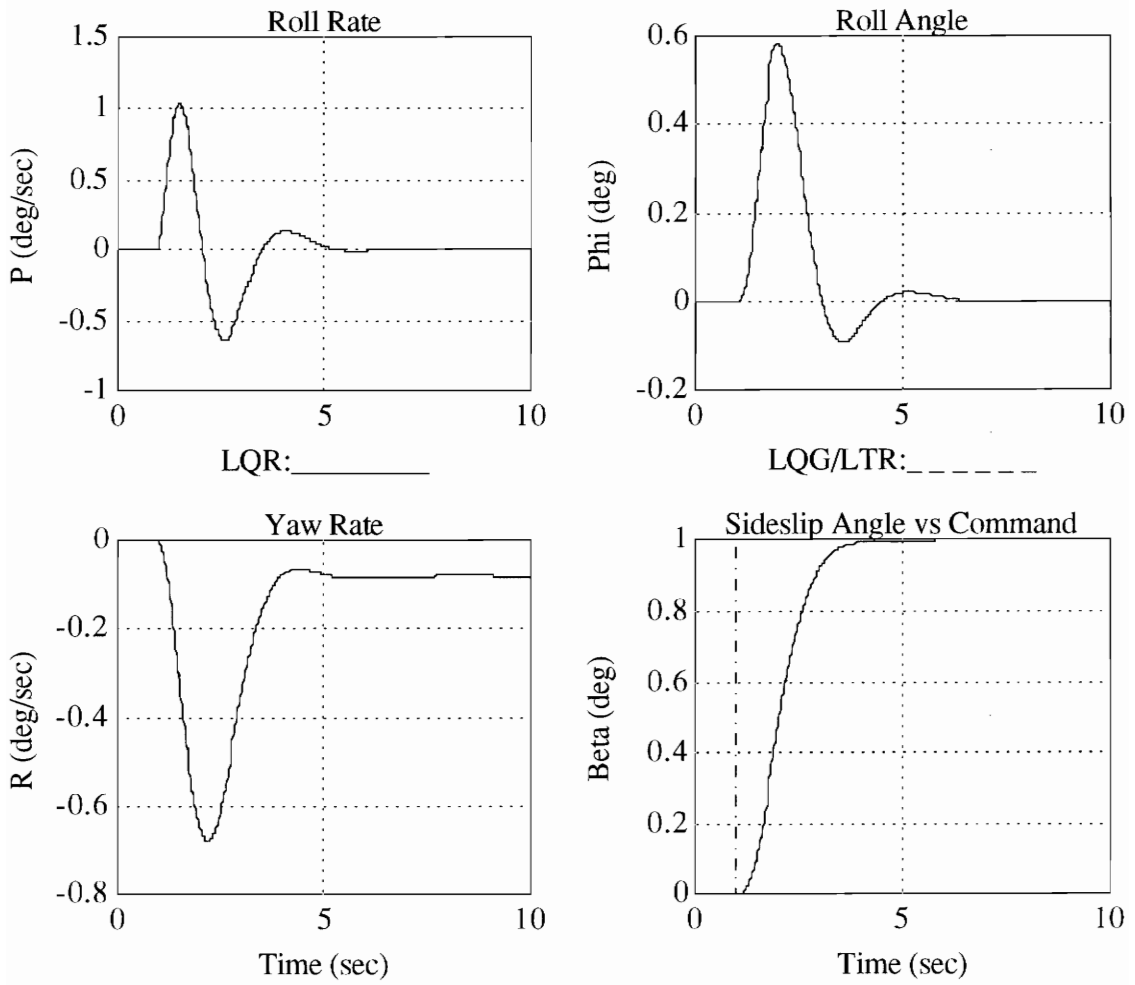 Roll Rate
1.5
1
0.5
0
-0.5
-1
P (deg/sec)
0 5 10
Roll Angle
0.6
0.4
0.2
0
-0.2
Phi (deg)
0 5 10
LQR:__________
LQG/LTR:_ _ _ _ _ _
Yaw Rate
0
-0.2
-0.4
-0.6
-0.8
R (deg/sec)
0 5 10
Time (sec)
Sideslip Angle vs Command
1
0.8
0.6
0.4
0.2
0
Beta (deg)
0 5 10
Time (sec)